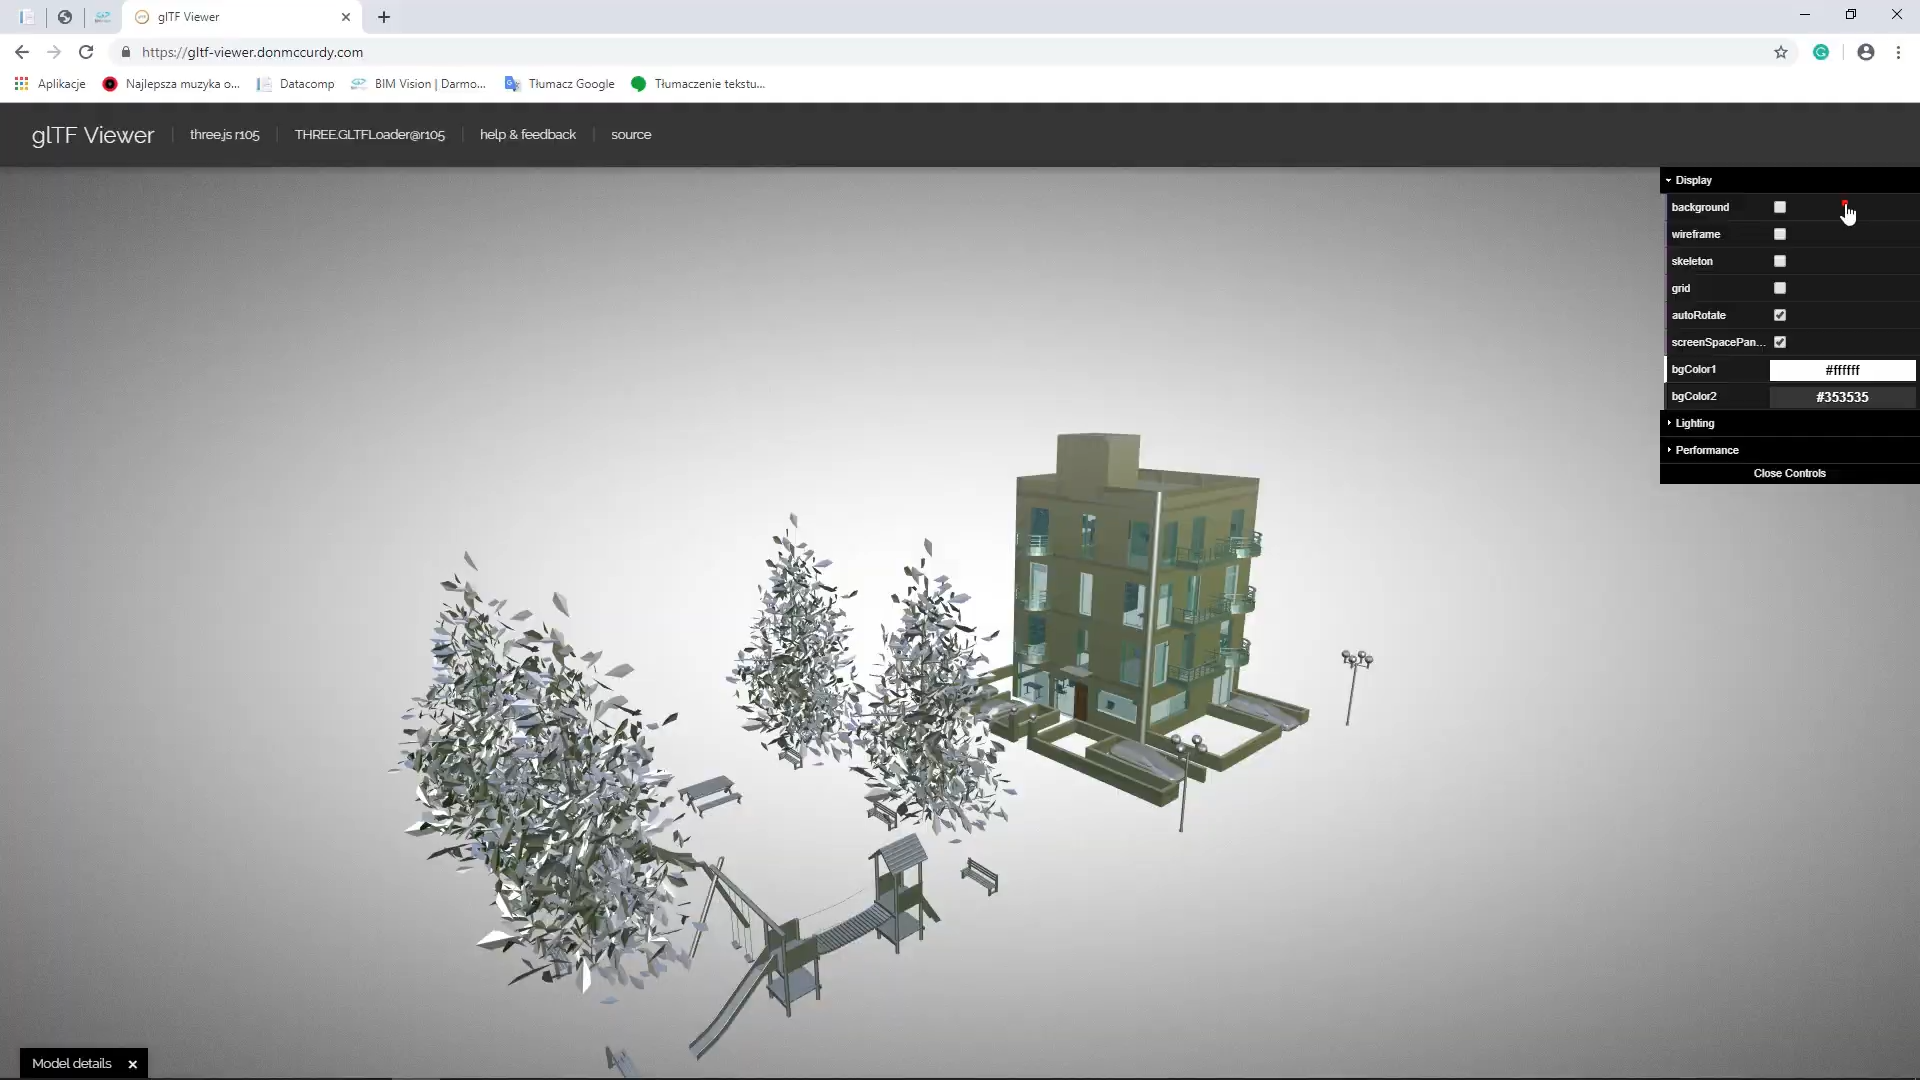 glTF Viewer
https://gltf-viewer.donmccurdy.com
Aplikacje
Najlepsza muzyka o...
Datacomp
BIM Vision | Darmo...
Tłumacz Google
Tłumaczenie tekstu...
glTF Viewer
three.js r105
THREE.GLTFLoader@r105
help & feedback
source
Display
background
wireframe
skeleton
grid
autoRotate
screenSpacePan...
bgColor1
#ffffff
bgColor2
#353535
Lighting
Performance
Close Controls
Model details ×